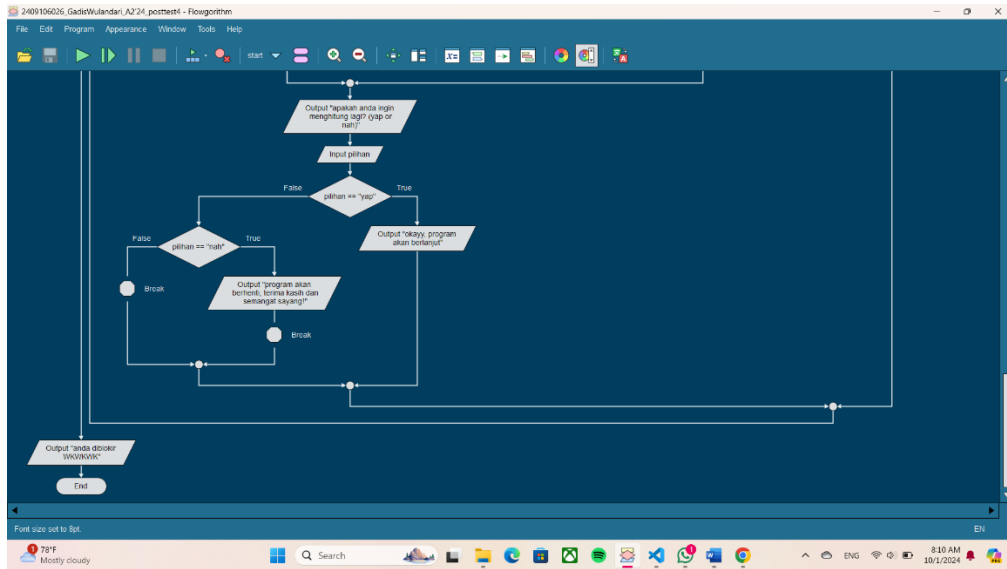 2409106026_GadisWulandari_A2'24_posttest4 - Flowgorithm
File Edit Program Appearance Window Tools Help
start
Output "apakah anda ingin
menghitung lagi? (yap or
nah)"
Input pilihan
False
True
pilihan == "yap"
Output "okayy, program
akan berlanjut"
False
True
pilihan == "nah"
Break
Output "program akan
berhenti, terima kasih dan
semangat sayang!"
Break
Output "anda diblokir
WKWKWK"
End
Font size set to 8pt.
EN
1
78°F
Mostly cloudy
Search
ENG
8:10 AM
10/1/2024